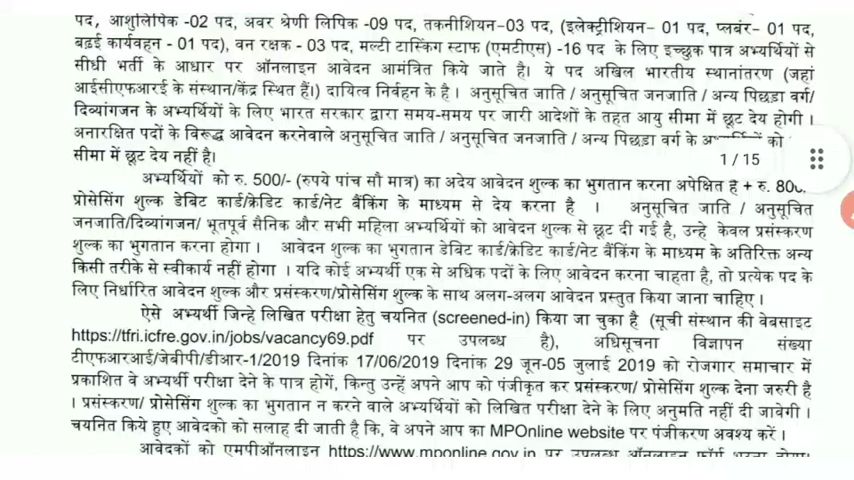 पद, आशुलिपिक -02 पद, अवर श्रेणी लिपिक -09 पद, तकनीशियन-03 पद, (इलेक्ट्रीशियन- 01 पद, प्लबंर- 01 पद,
बढ़ई कार्यवहन - 01 पद), वन रक्षक - 03 पद, मल्टी टास्किंग स्टाफ (एमटीएस) -16 पद के लिए इच्छुक पात्र अभ्यर्थियों से
सीधी भर्ती के आधार पर ऑनलाइन आवेदन आमंत्रित किये जाते है। ये पद अखिल भारतीय स्थानांतरण (जहां
आईसीएफआरई के संस्थान/केंद्र स्थित हैं।) दायित्व निर्वहन के है । अनुसूचित जाति / अनुसूचित जनजाति / अन्य पिछड़ा वर्ग/
दिव्यांगजन के अभ्यर्थियों के लिए भारत सरकार द्वारा समय-समय पर जारी आदेशों के तहत आयु सीमा में छूट देय होगी ।
अनारक्षित पदों के विरूद्ध आवेदन करनेवाले अनुसूचित जाति / अनुसूचित जनजाति / अन्य पिछड़ा वर्ग के को
सीमा में छूट देय नहीं है।
1 / 15
अभ्यर्थियों को रु. 500/- (रुपये पांच सौ मात्र) का अदेय आवेदन शुल्क का भुगतान करना अपेक्षित है + रु.
प्रोसेसिंग शुल्क डेबिट कार्ड/क्रेडिट कार्ड/नेट बैंकिंग के माध्यम से देय करना है । अनुसूचित जाति / अनुसूचित
जनजाति/दिव्यांगजन/ भूतपूर्व सैनिक और सभी महिला अभ्यर्थियों को आवेदन शुल्क से छूट दी गई है, उन्हे केवल प्रसंस्करण
शुल्क का भुगतान करना होगा । आवेदन शुल्क का भुगतान डेबिट कार्ड/क्रेडिट कार्ड/नेट बैंकिंग के माध्यम के अतिरिक्त अन्य
किसी तरीके से स्वीकार्य नहीं होगा । यदि कोई अभ्यर्थी एक से अधिक पदों के लिए आवेदन करना चाहता है, तो प्रत्येक पद के
लिए निर्धारित आवेदन शुल्क और प्रसंस्करण/प्रोसेसिंग शुल्क के साथ अलग-अलग आवेदन प्रस्तुत किया जाना चाहिए ।
ऐसे अभ्यर्थी जिन्हे लिखित परीक्षा हेतु चयनित (screened-in) किया जा चुका है (सूची संस्थान की वेबसाइट
https://tfri.icfre.gov.in/jobs/vacancy69.pdf पर उपलब्ध है), अधिसूचना विज्ञापन संख्या
टीएफआरआई/जेबीपी/डीआर-1/2019 दिनांक 17/06/2019 दिनांक 29 जून-05 जुलाई 2019 को रोजगार समाचार में
प्रकाशित वे अभ्यर्थी परीक्षा देने के पात्र होगें, किन्तु उन्हें अपने आप को पंजीकृत कर प्रसंस्करण/ प्रोसेसिंग शुल्क देना जरुरी है
। प्रसंस्करण/ प्रोसेसिंग शुल्क का भुगतान न करने वाले अभ्यर्थियों को लिखित परीक्षा देने के लिए अनुमति नहीं दी जावेगी ।
चयनित किये हुए आवेदको को सलाह दी जाती है कि, वे अपने आप का MPOnline website पर पंजीकरण अवश्य करें ।
आवेदकों को एमपीऑनलाइन https://www.mponline.gov.in पर उपलब्ध ऑनलाइन फॉर्म भरना होगा।